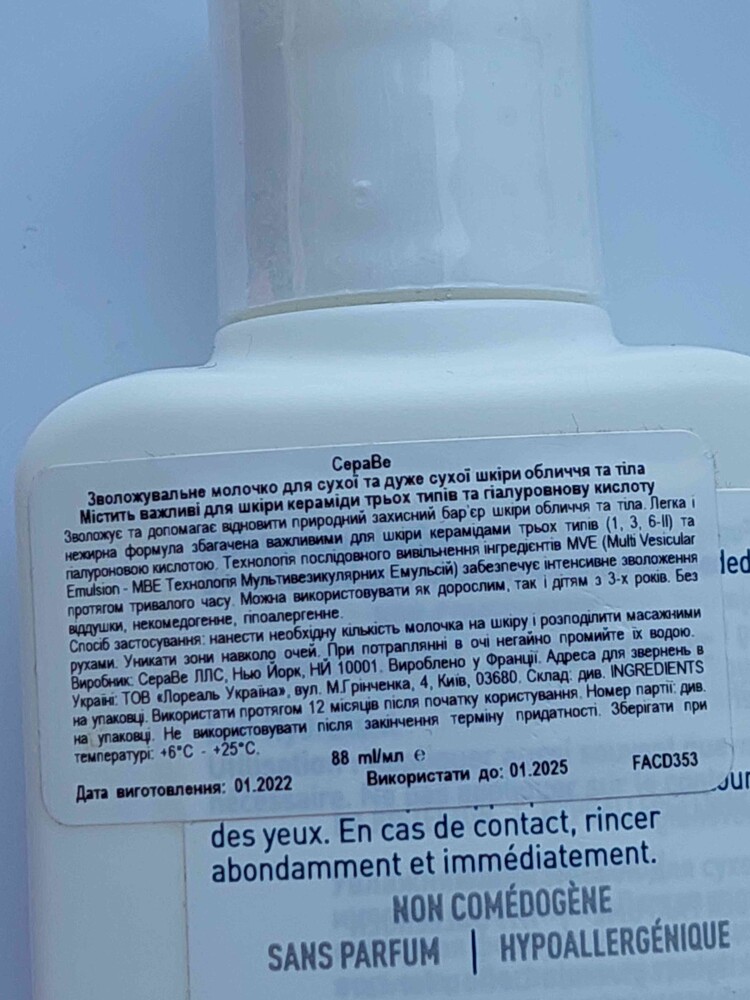 СераВе
Зволожувальне молочко для сухої та дуже сухої шкіри обличчя та тіла
Містить важливі для шкіри кераміди трьох типів та гіалуровнову кислоту
Зволожує та допомагає відновити природний захисний бар'єр шкіри обличчя та тіла. Легка і
нежирна формула збагачена важливими для шкіри керамідами трьох типів (1, 3, 6-II) та
гіалуроновою кислотою. Технологія послідовного вивільнення інгредієнтів MVE (Multi Vesicular
Emulsion - МВЕ Технологія Мультивезикулярних Емульсій) забезпечує інтенсивне зволоження
протягом тривалого часу. Можна використовувати як дорослим, так і дітям з 3-х років. Без
віддушки, некомедогенне, гіпоалергенне.
Спосіб застосування: нанести необхідну кількість молочка на шкіру і розподілити масажними
рухами. Уникати зони навколо очей. При потраплянні в очі негайно промийте їх водою.
Виробник: СераВе ЛЛС, Нью Йорк, НЙ 10001. Вироблено у Франції. Адреса для звернень в
Україні: ТОВ «Лореаль Україна», вул. М.Грінченка, 4, Київ, 03680. Склад: див. INGREDIENTS
на упаковці. Використати протягом 12 місяців після початку користування. Номер партії: див.
на упаковці. Не використовувати після закінчення терміну придатності. Зберігати при
температурі: +6°C - +25°C.
88 ml/мл ℮
Дата виготовлення: 01.2022 Використати до: 01.2025 FACD353
des yeux. En cas de contact, rincer
abondamment et immédiatement.
NON COMÉDOGÈNE
SANS PARFUM | HYPOALLERGÉNIQUE